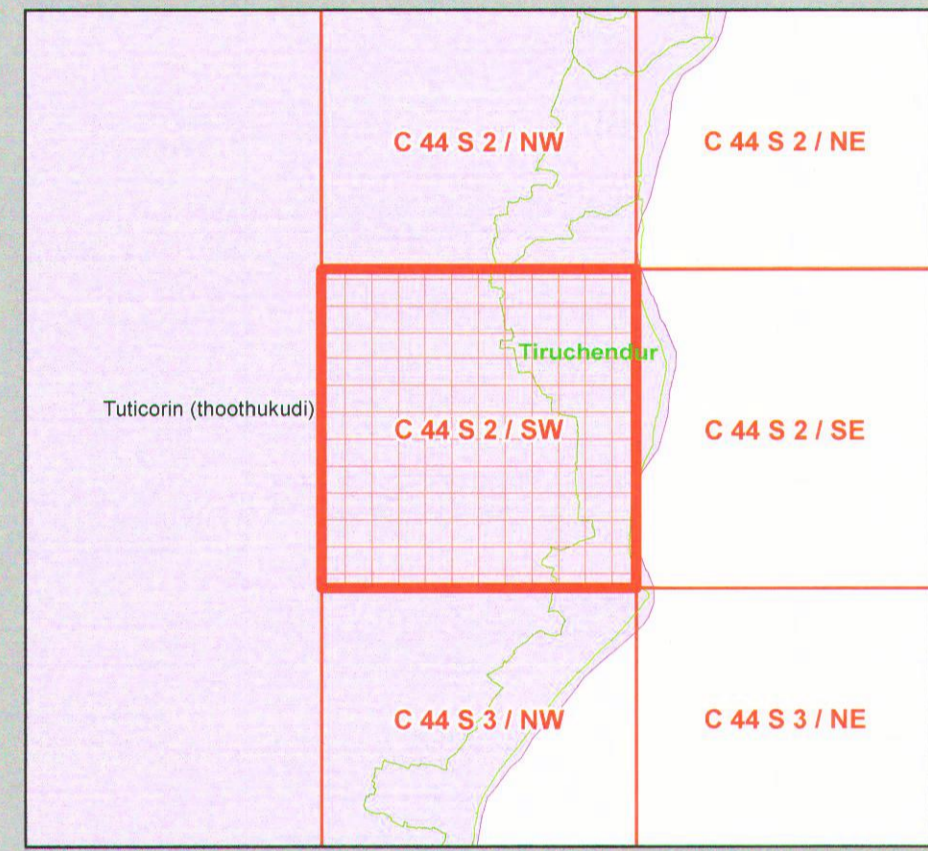 C 44 S 2 / NW
C 44 S 2 / NE
Tiruchendur
Tuticorin (thoothukudi)
C 44 S 2 / SW
C 44 S 2 / SE
C 44 S 3 / NW
C 44 S 3 / NE